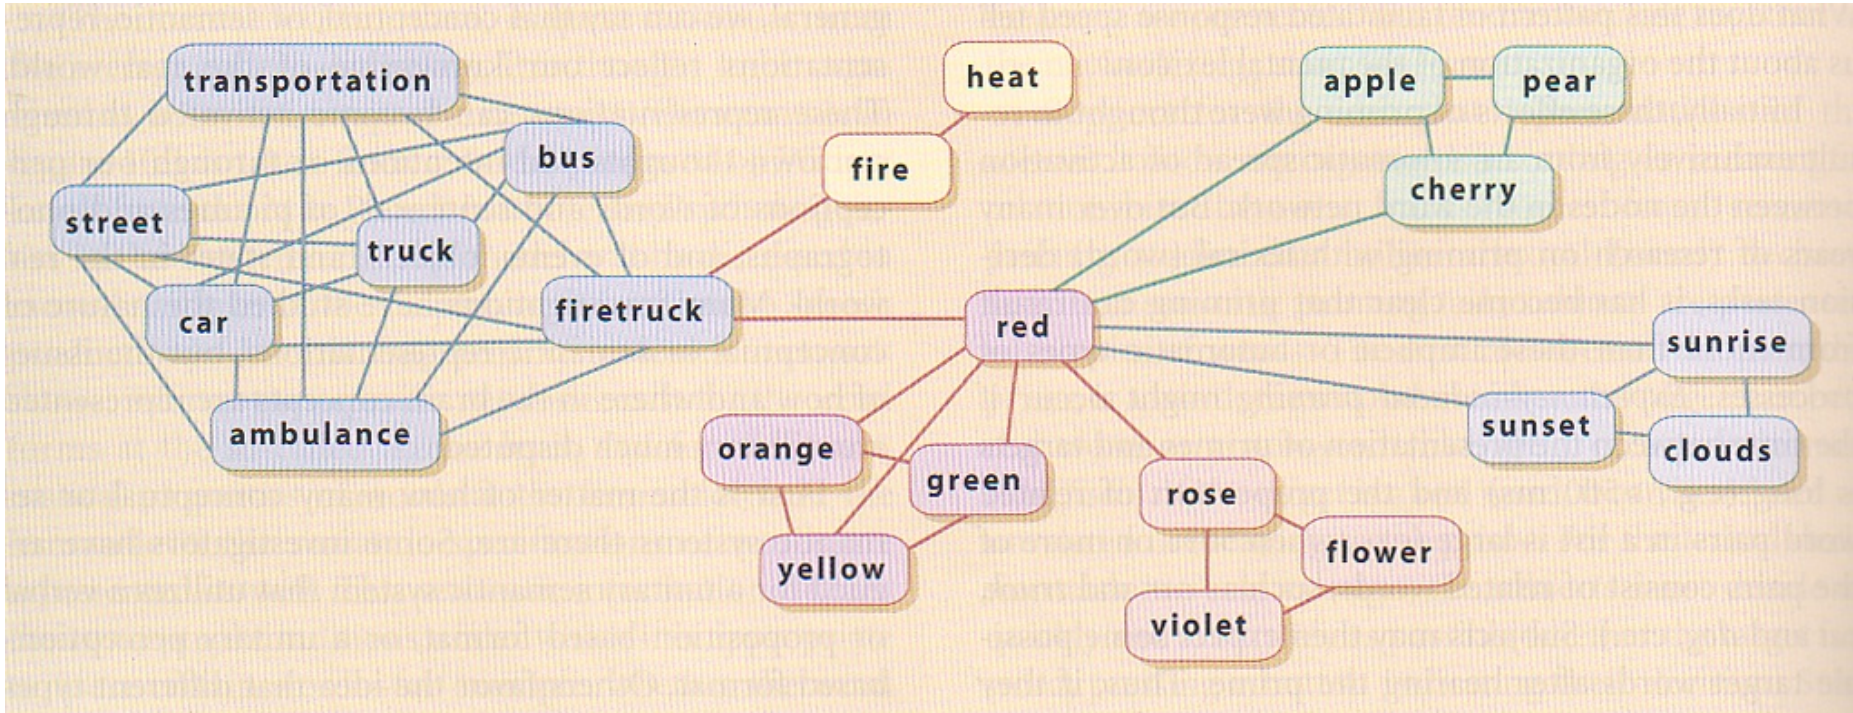 transportation
heat
apple
pear
bus
fire
cherry
street
truck
firetruck
car
red
sunrise
ambulance
orange
green
sunset
clouds
rose
yellow
flower
violet